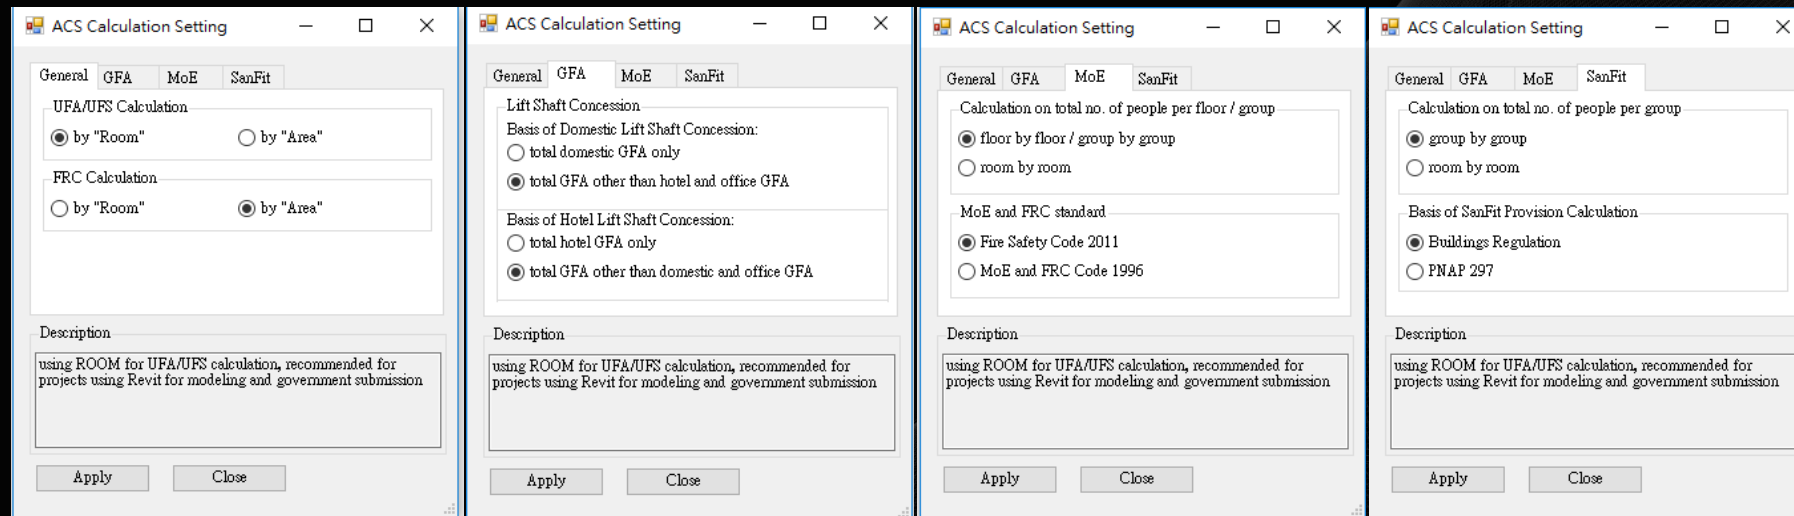 ACS Calculation Setting
General GFA MoE SanFit
UFA/UFS Calculation
by "Room" by "Area"
FRC Calculation
by "Room" by "Area"
Description
using ROOM for UFA/UFS calculation, recommended for
projects using Revit for modeling and government submission
Apply Close
ACS Calculation Setting
General GFA MoE SanFit
Lift Shaft Concession
Basis of Domestic Lift Shaft Concession:
total domestic GFA only
total GFA other than hotel and office GFA
Basis of Hotel Lift Shaft Concession:
total hotel GFA only
total GFA other than domestic and office GFA
Description
using ROOM for UFA/UFS calculation, recommended for
projects using Revit for modeling and government submission
Apply Close
ACS Calculation Setting
General GFA MoE SanFit
Calculation on total no. of people per floor / group
floor by floor / group by group
room by room
MoE and FRC standard
Fire Safety Code 2011
MoE and FRC Code 1996
Description
using ROOM for UFA/UFS calculation, recommended for
projects using Revit for modeling and government submission
Apply Close
ACS Calculation Setting
General GFA MoE SanFit
Calculation on total no. of people per group
group by group
room by room
Basis of SanFit Provision Calculation
Buildings Regulation
PNAP 297
Description
using ROOM for UFA/UFS calculation, recommended for
projects using Revit for modeling and government submission
Apply Close